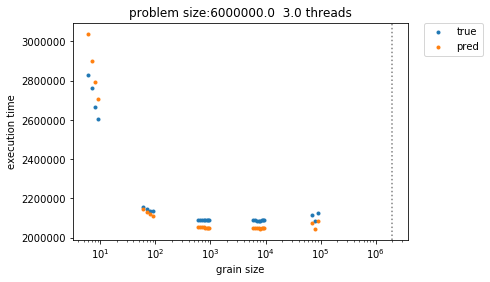 problem size:6000000.0  3.0 threads
true
pred
execution time
3000000
2800000
2600000
2400000
2200000
2000000
10¹
10²
10³
10⁴
10⁵
10⁶
grain size